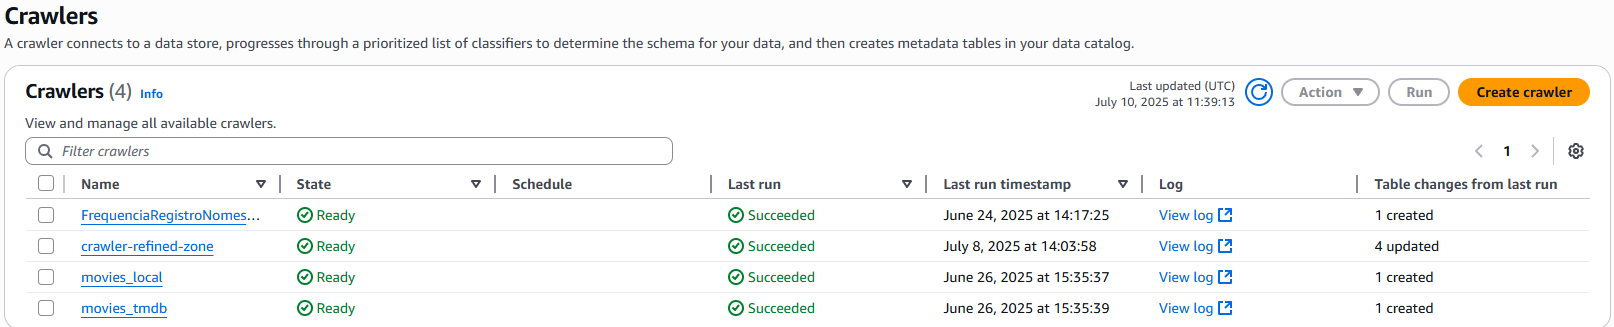 Crawlers
A crawler connects to a data store, progresses through a prioritized list of classifiers to determine the schema for your data, and then creates metadata tables in your data catalog.
Crawlers (4) Info
Last updated (UTC)
July 10, 2025 at 11:39:13
Action
Run
Create crawler
View and manage all available crawlers.
Filter crawlers
1
Name State Schedule Last run Last run timestamp Log Table changes from last run
FrequenciaRegistroNomes... Ready Succeeded June 24, 2025 at 14:17:25 View log 1 created
crawler-refined-zone Ready Succeeded July 8, 2025 at 14:03:58 View log 4 updated
movies_local Ready Succeeded June 26, 2025 at 15:35:37 View log 1 created
movies_tmdb Ready Succeeded June 26, 2025 at 15:35:39 View log 1 created